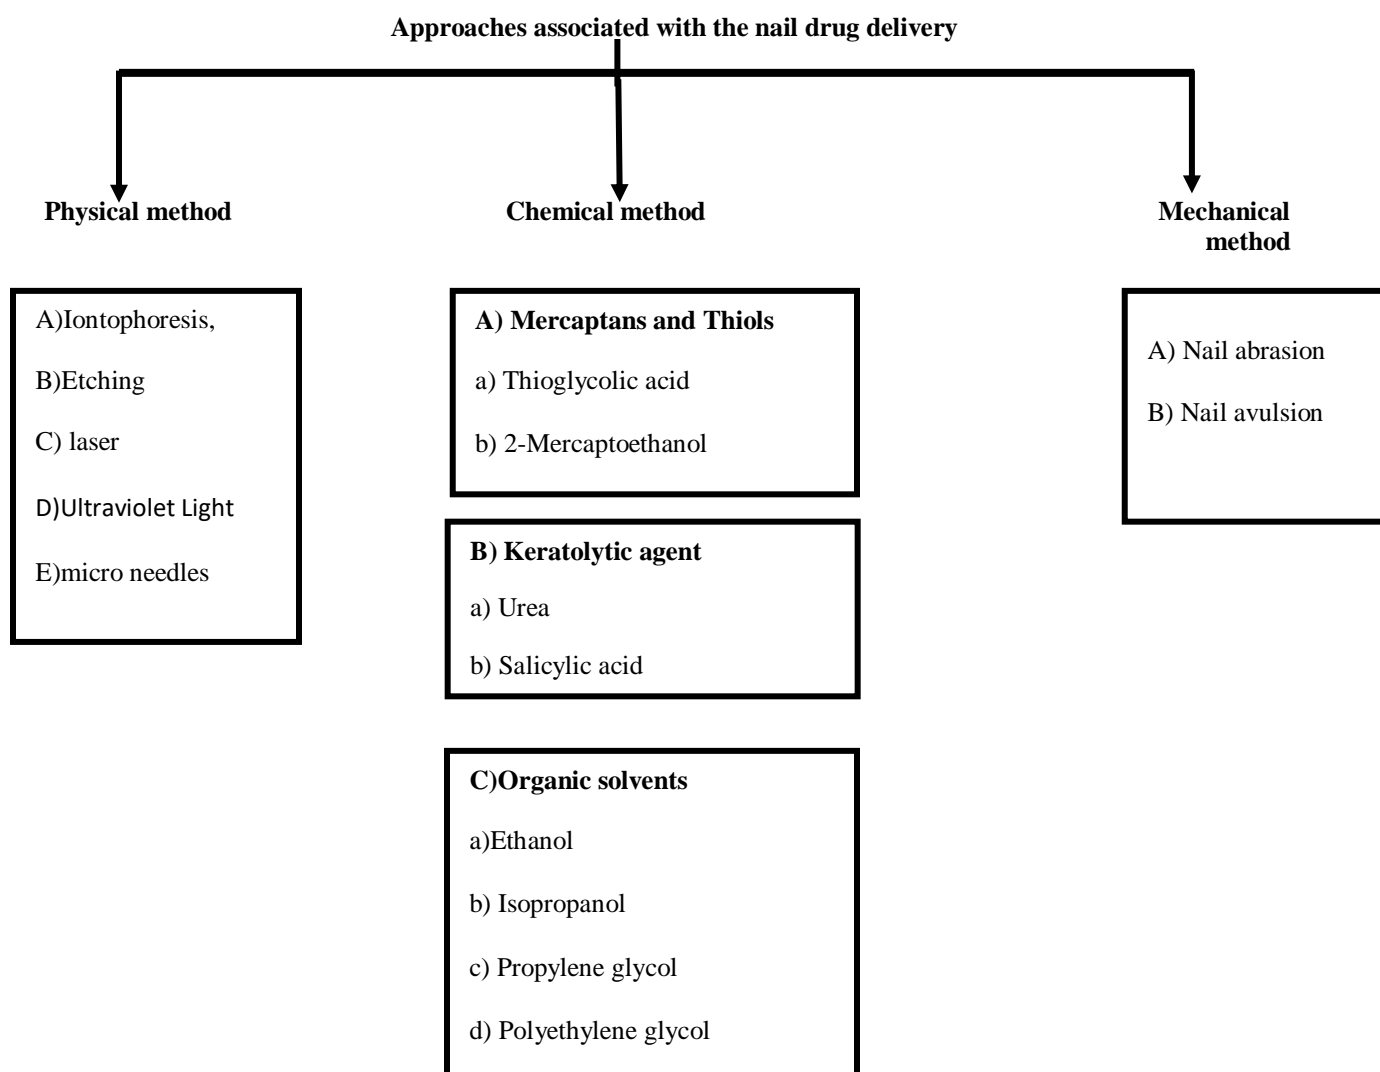 Approaches associated with the nail drug delivery
Physical method
Chemical method
Mechanical
method
A)Iontophoresis,
B)Etching
C) laser
D)Ultraviolet Light
E)micro needles
A) Mercaptans and Thiols
a) Thioglycolic acid
b) 2-Mercaptoethanol
B) Keratolytic agent
a) Urea
b) Salicylic acid
C)Organic solvents
a)Ethanol
b) Isopropanol
c) Propylene glycol
d) Polyethylene glycol
A) Nail abrasion
B) Nail avulsion